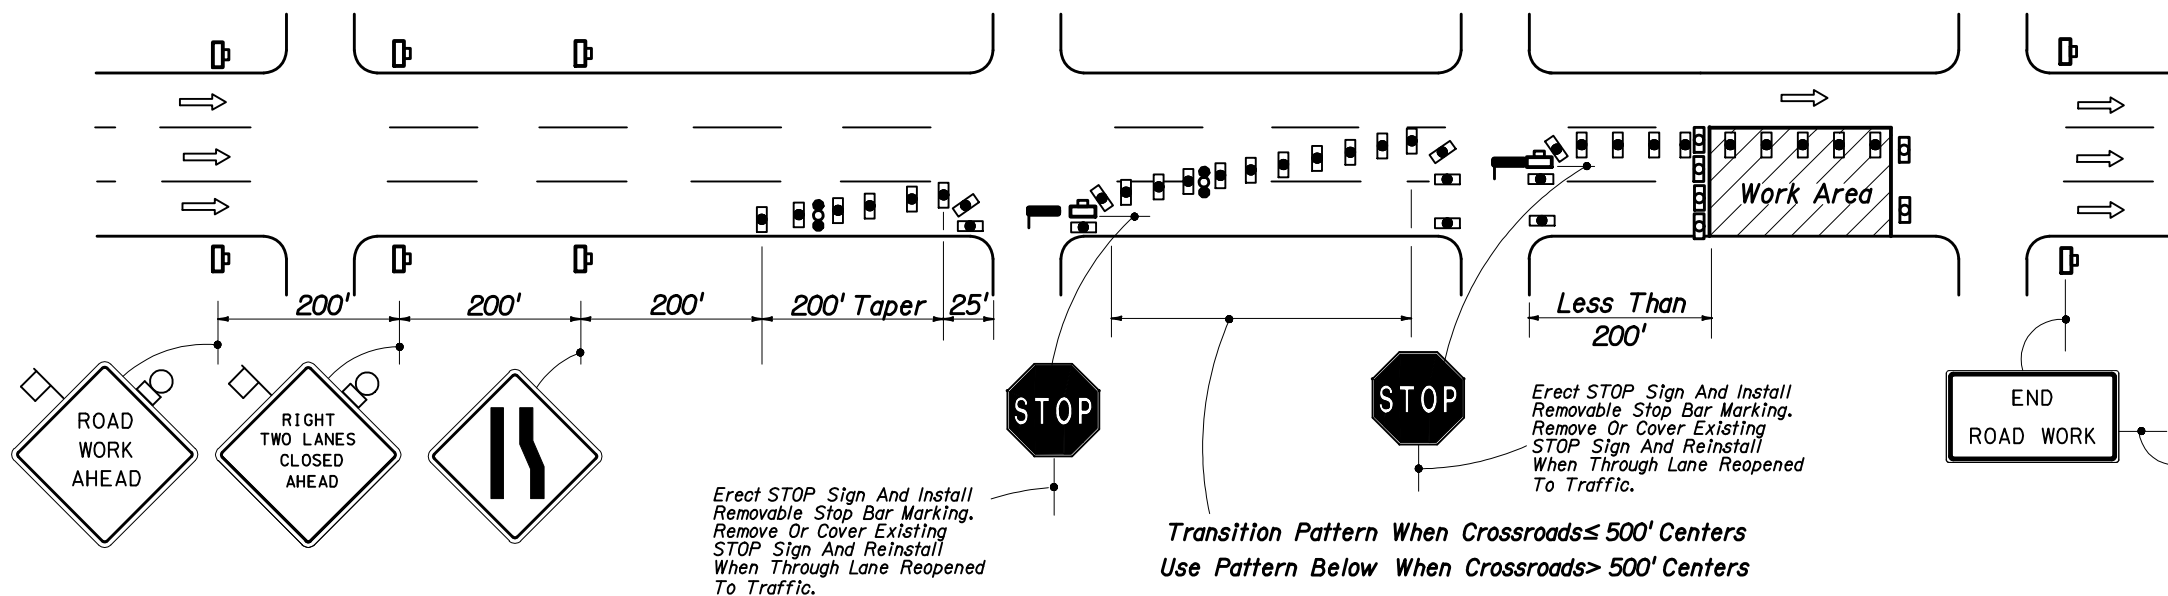 Work Area
200'
200'
200'
200' Taper
25'
Less Than
200'
ROAD
WORK
AHEAD
RIGHT
TWO LANES
CLOSED
AHEAD
STOP
STOP
Erect STOP Sign And Install
Removable Stop Bar Marking.
Remove Or Cover Existing
STOP Sign And Reinstall
When Through Lane Reopened
To Traffic.
END
ROAD WORK
Erect STOP Sign And Install
Removable Stop Bar Marking.
Remove Or Cover Existing
STOP Sign And Reinstall
When Through Lane Reopened
To Traffic.
Transition Pattern When Crossroads≤ 500' Centers
Use Pattern Below When Crossroads> 500' Centers